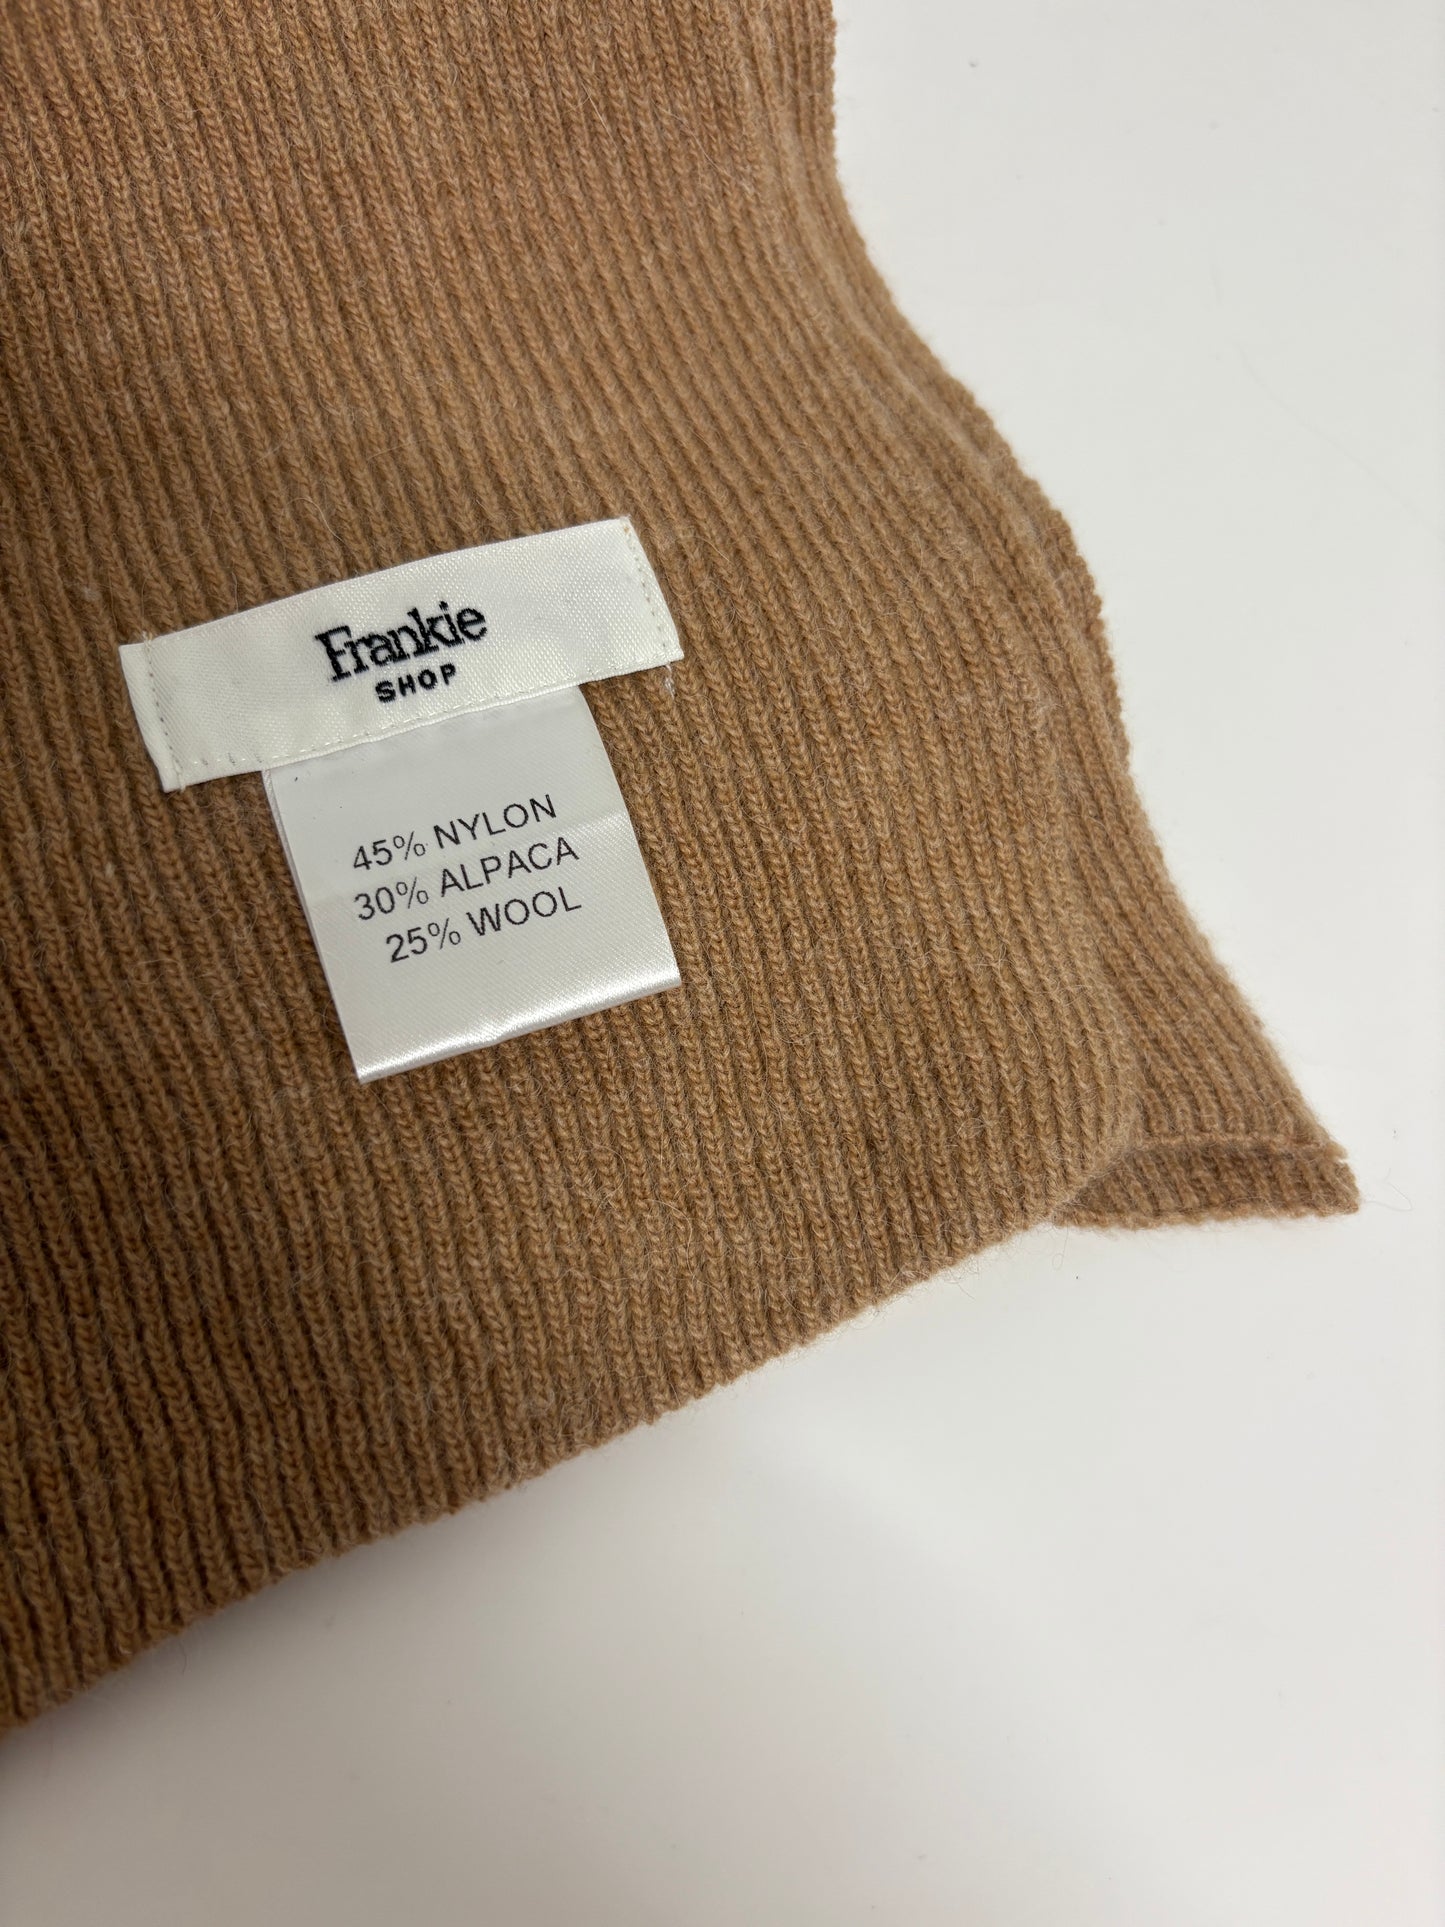 Frankie
SHOP
45% NYLON
30% ALPACA
25% WOOL